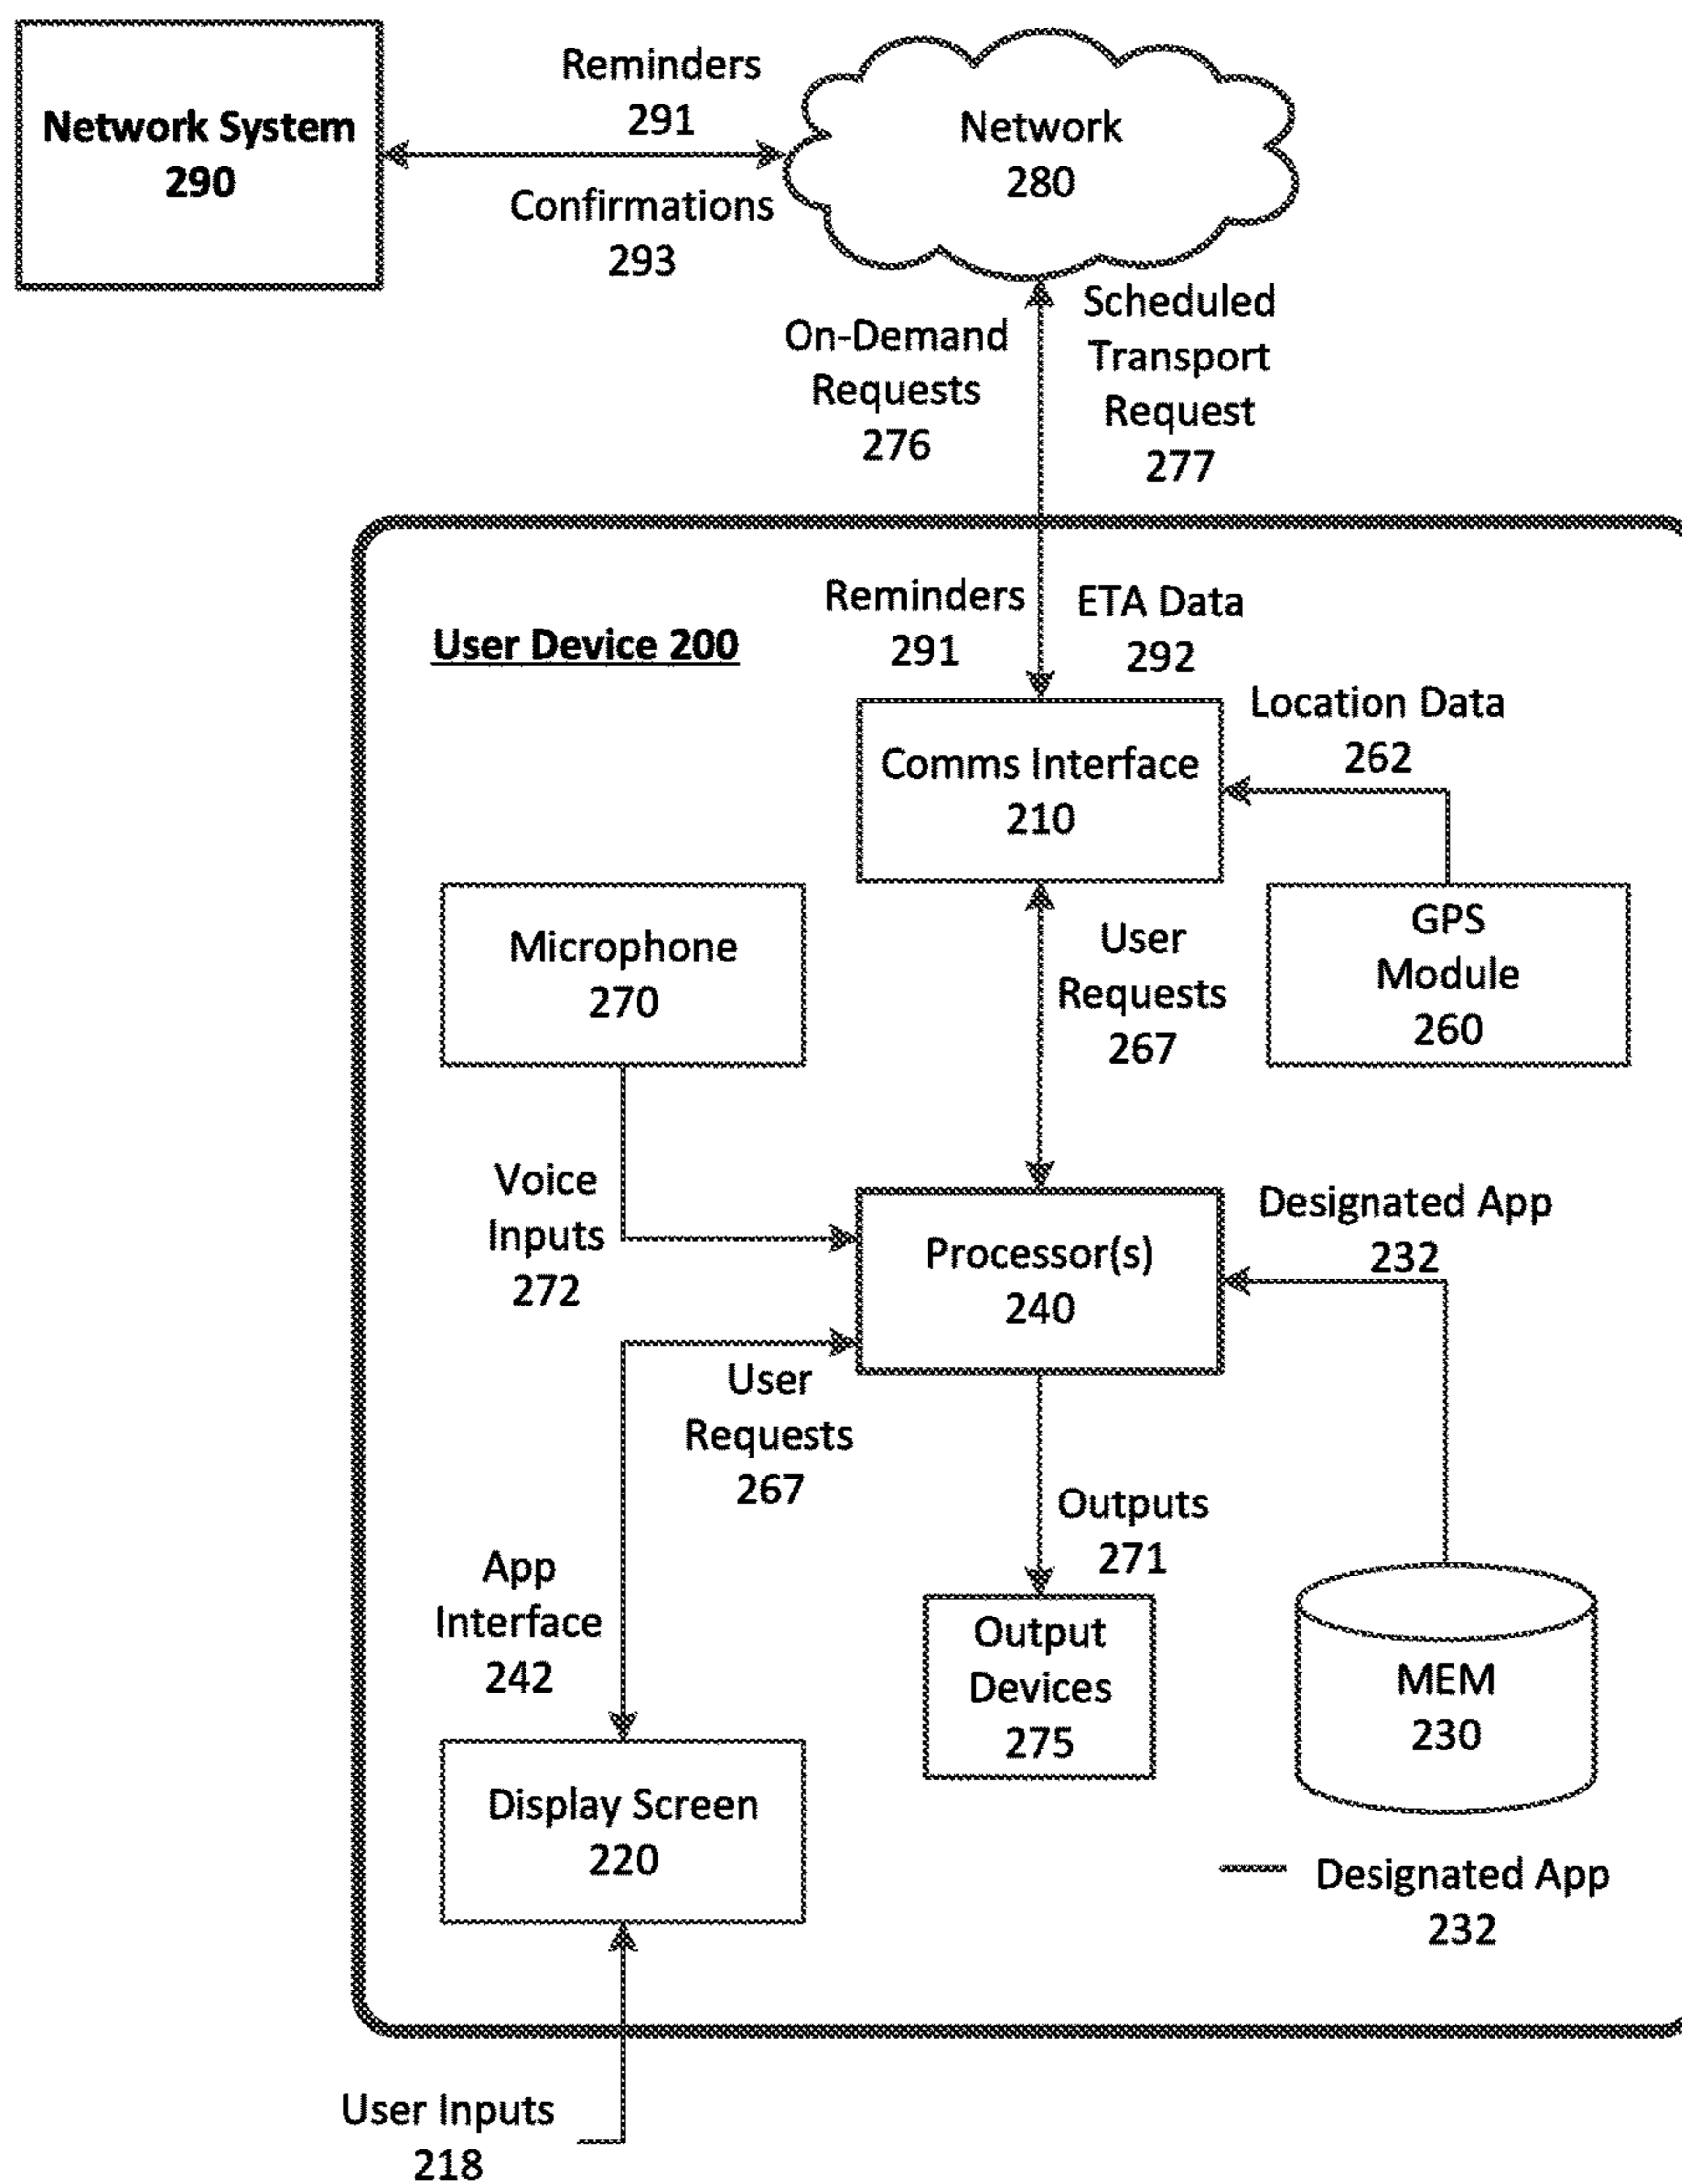 Network System
290
Reminders
291
Confirmations
293
Network
280
On-Demand
Requests
276
Scheduled
Transport
Request
277
User Device 200
Reminders
291
ETA Data
292
Comms Interface
210
Location Data
262
GPS
Module
260
Microphone
270
User
Requests
267
Voice
Inputs
272
Processor(s)
240
Designated App
232
User
Requests
267
App
Interface
242
Outputs
271
Output
Devices
275
MEM
230
Display Screen
220
Designated App
232
User Inputs
218